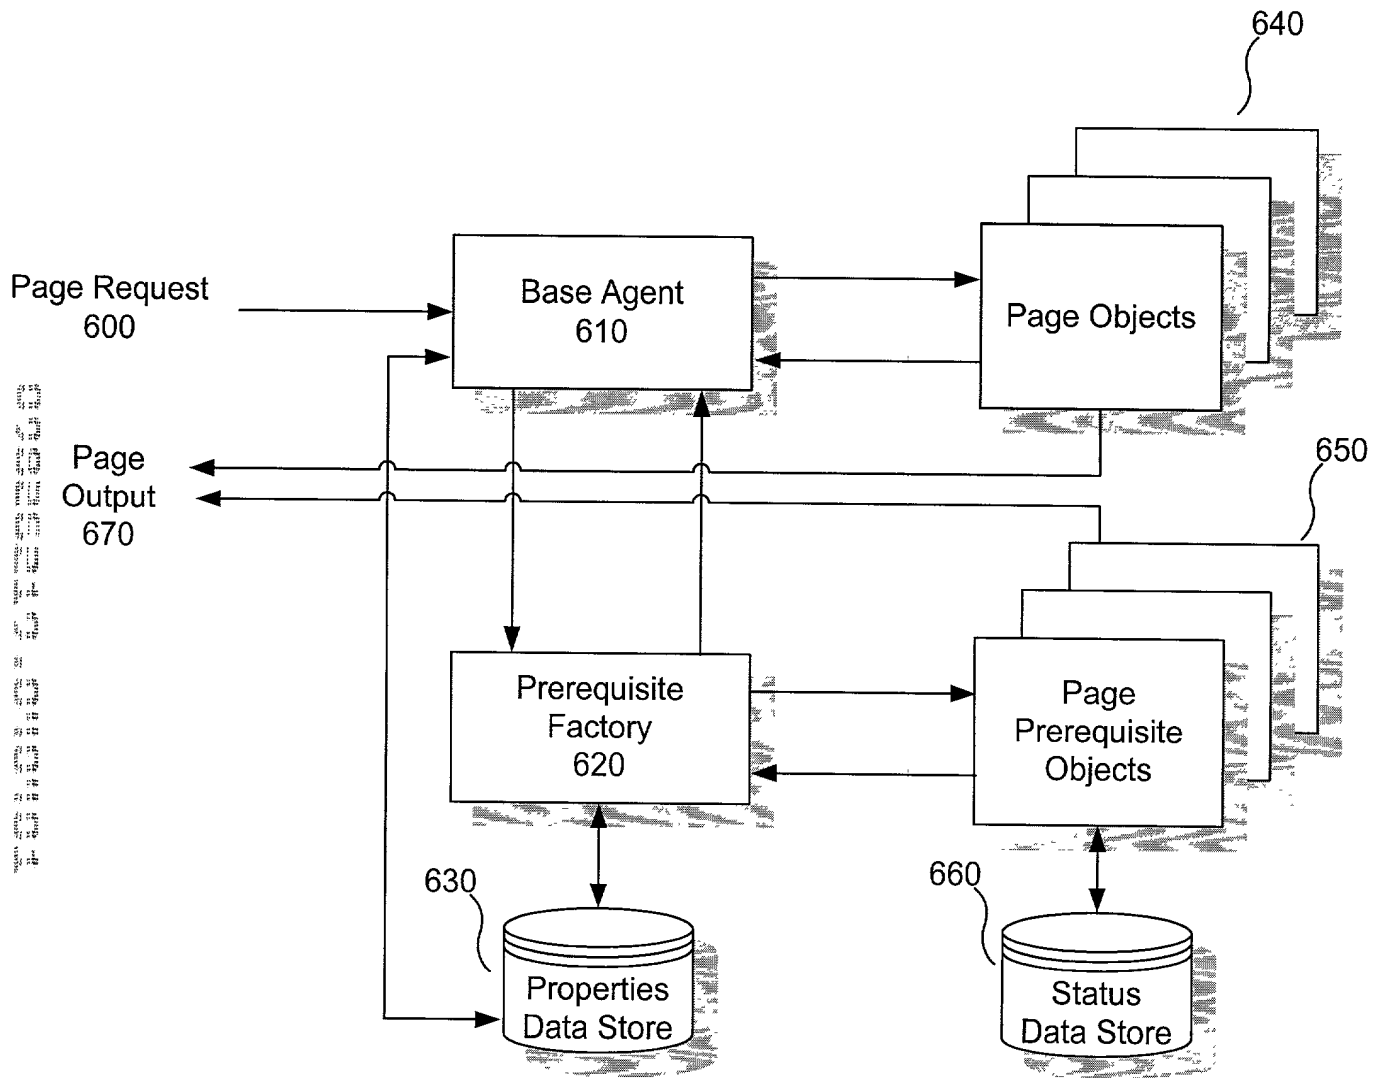 640
Page Request
600
Base Agent
610
Page Objects
Page
Output
670
650
Prerequisite
Factory
620
Page
Prerequisite
Objects
630
660
Properties
Data Store
Status
Data Store